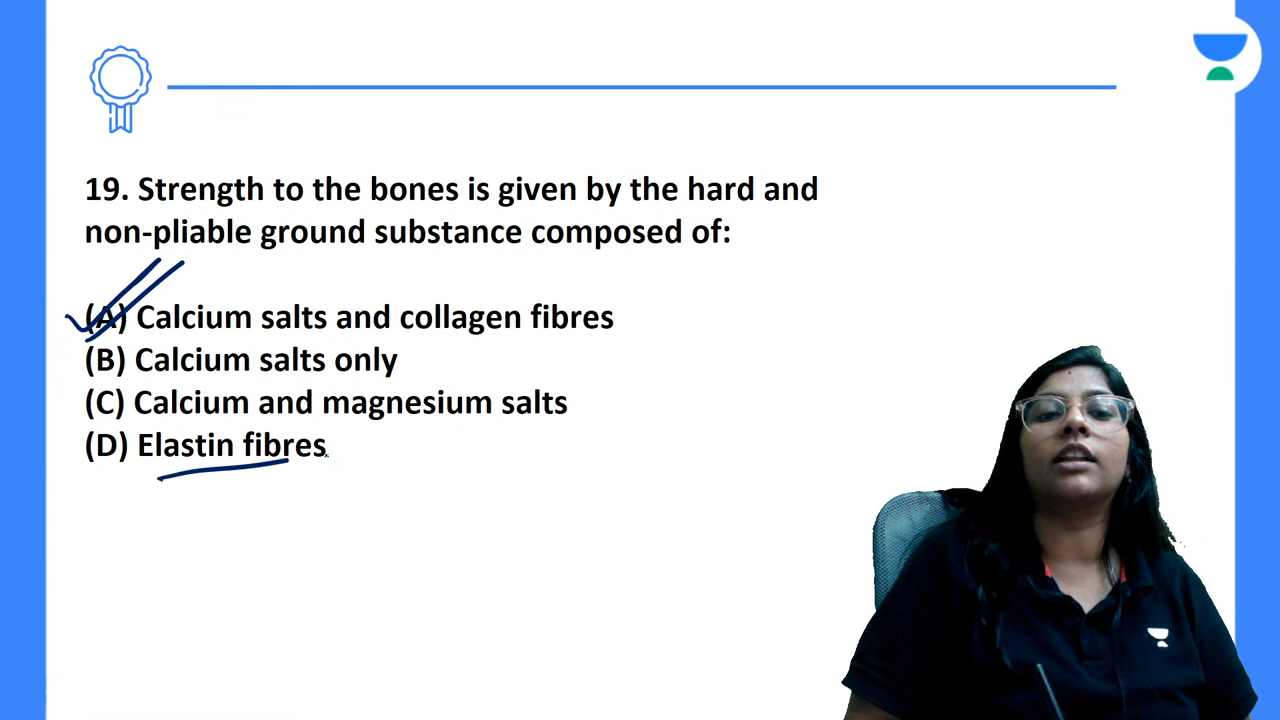 19. Strength to the bones is given by the hard and
non-pliable ground substance composed of:
(A) Calcium salts and collagen fibres
(B) Calcium salts only
(C) Calcium and magnesium salts
(D) Elastin fibres